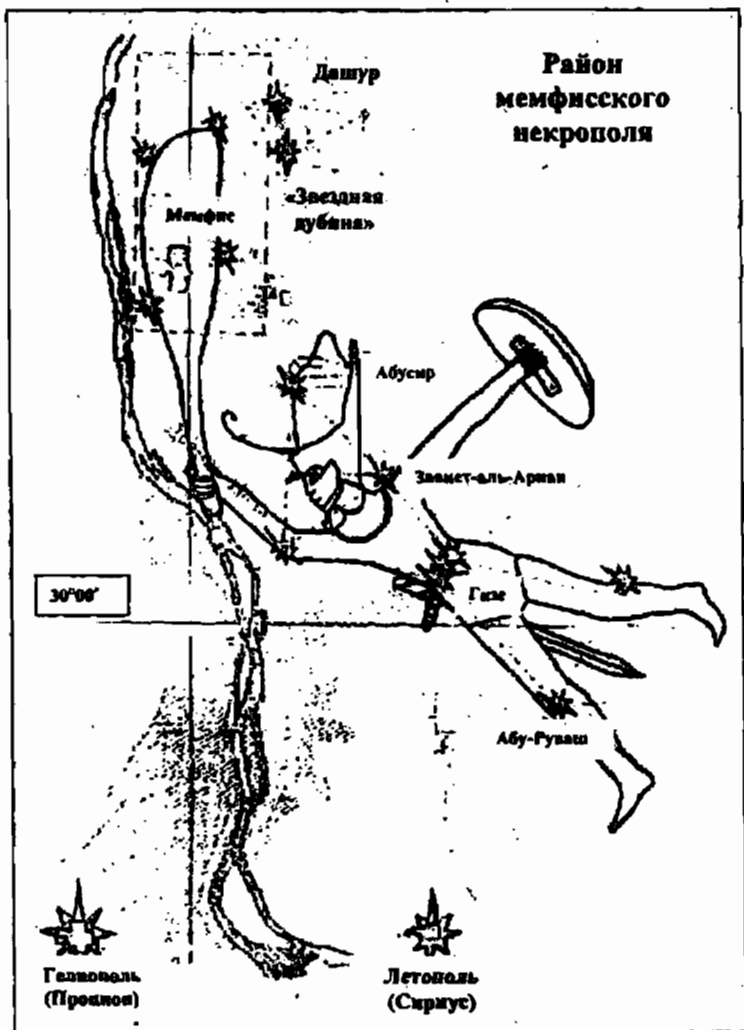 Район
мемфисского
некрополя
Дашур
«Звездная
дубина»
Мемфис
Абусир
Завиет-аль-Ариан
30°00'
Гизе
Абу-Руваш
Гелиополь
(Процион)
Летополь
(Сириус)